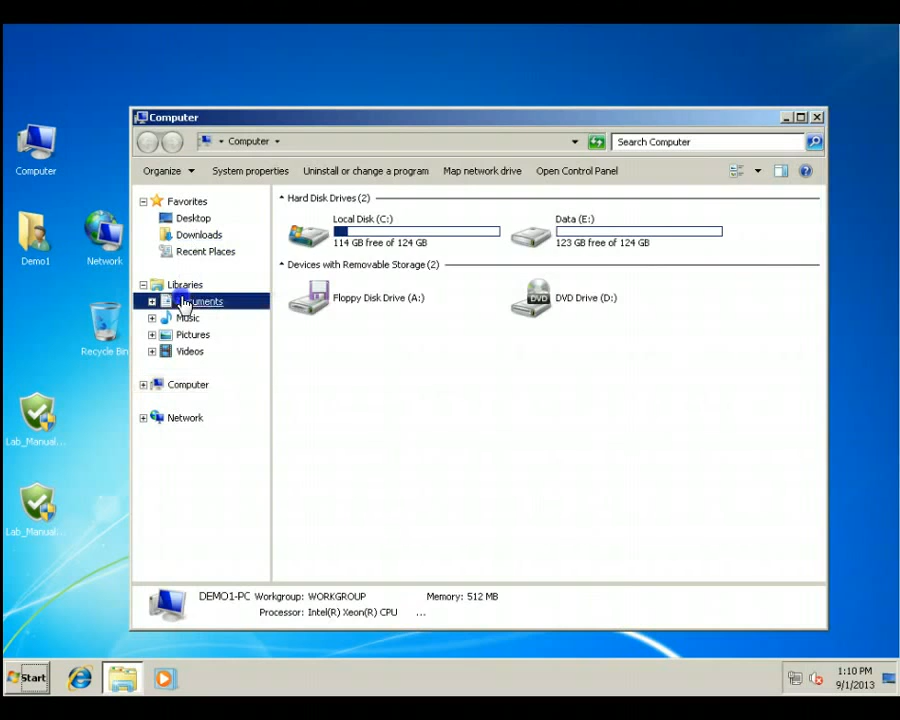 Computer
Computer
Search Computer
Organize
System properties
Uninstall or change a program
Map network drive
Open Control Panel
Computer
Demo1
Network
Recycle Bin
Lab_Manual...
Lab_Manual...
Favorites
Desktop
Downloads
Recent Places
Libraries
Music
Pictures
Videos
Computer
Network
Hard Disk Drives (2)
Local Disk (C:)
114 GB free of 124 GB
Data (E:)
123 GB free of 124 GB
Devices with Removable Storage (2)
Floppy Disk Drive (A:)
DVD
DVD Drive (D:)
DEMO1-PC Workgroup: WORKGROUP Memory: 512 MB
Processor: Intel(R) Xeon(R) CPU ...
Start
1:10 PM
9/1/2013